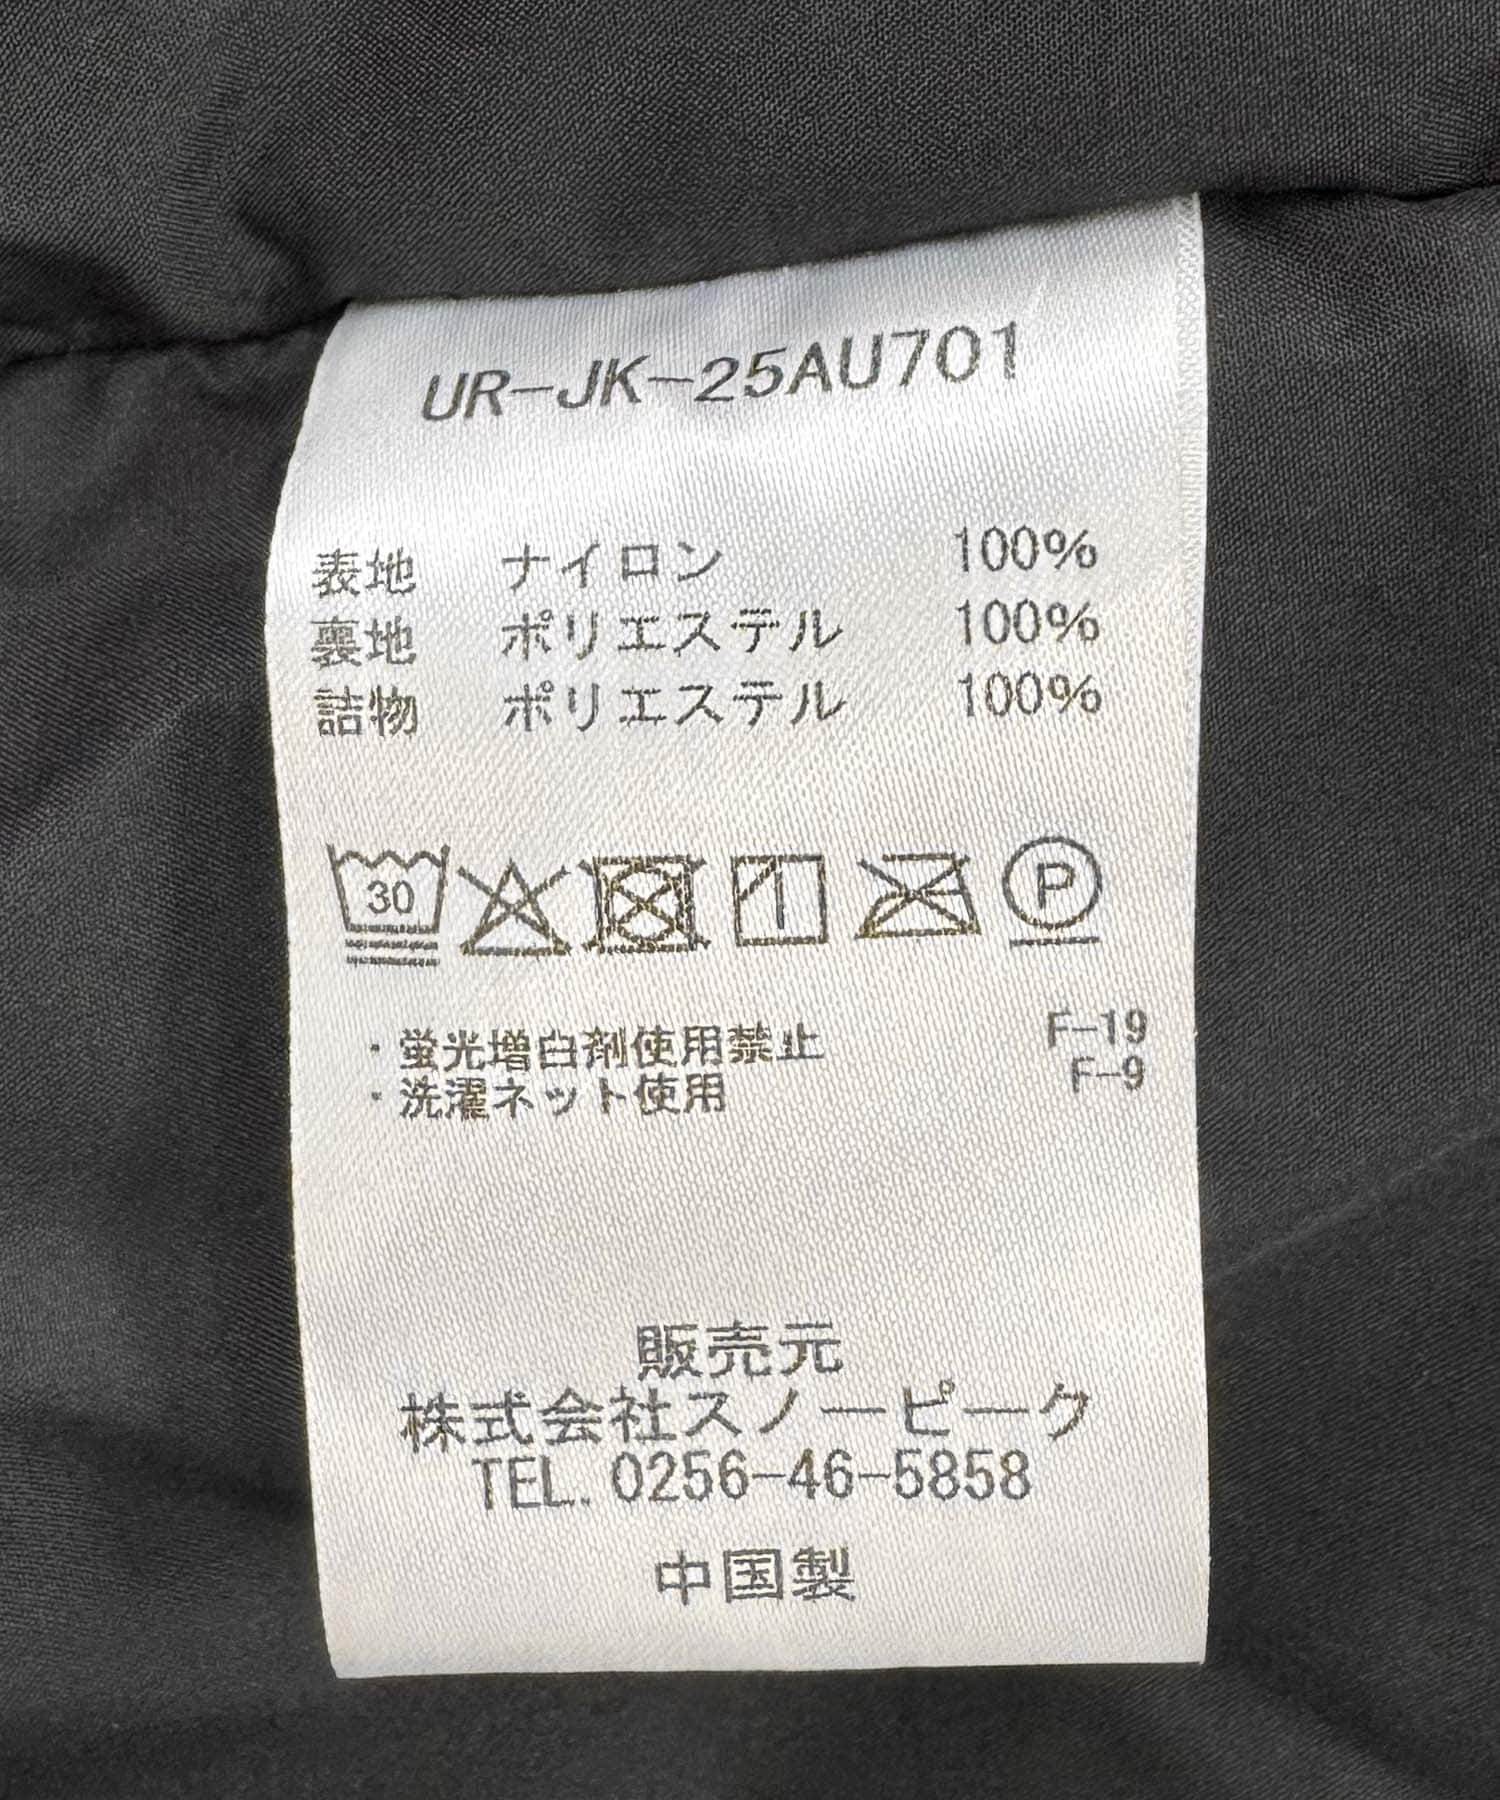 UR-JK-25AU701
表地 ナイロン 100%
裏地 ポリエステル 100%
詰物 ポリエステル 100%
30 P
・蛍光増白剤使用禁止 F-19
・洗濯ネット使用 F-9
販売元
株式会社スノーピーク
TEL. 0256-46-5858
中国製